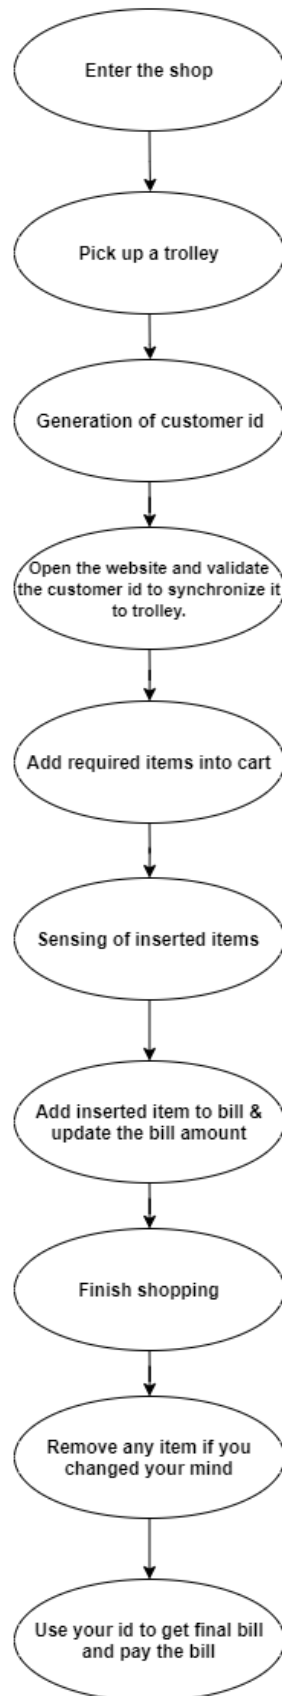 Enter the shop
Pick up a trolley
Generation of customer id
Open the website and validate
the customer id to synchronize it
to trolley.
Add required items into cart
Sensing of inserted items
Add inserted item to bill &
update the bill amount
Finish shopping
Remove any item if you
changed your mind
Use your id to get final bill
and pay the bill